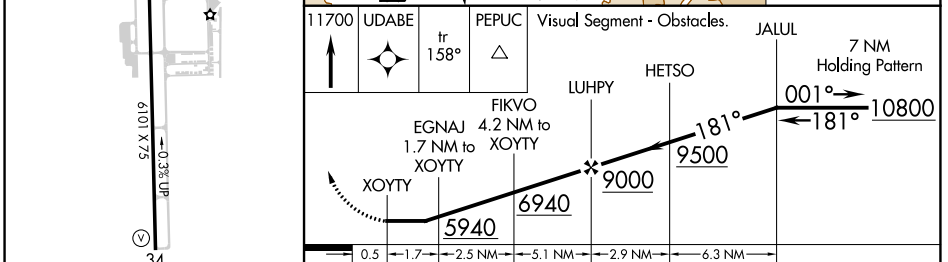 6101 X 75
0.3% UP
V
34
11700
UDABE
tr
158°
PEPUC
Visual Segment - Obstacles.
JALUL
7 NM
Holding Pattern
HETSO
LUHPY
001°
10800
181°
FIKVO
4.2 NM to
XOYTY
181°
EGNAJ
1.7 NM to
XOYTY
9500
XOYTY
9000
6940
5940
0.5
1.7
2.5 NM
5.1 NM
2.9 NM
6.3 NM